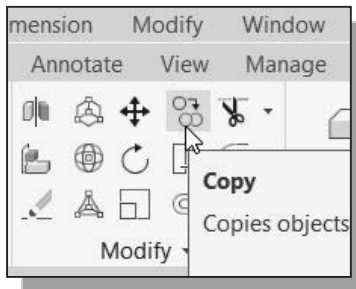 mension Modify Window
Annotate View Manage
Copy
Copies objects
Modify